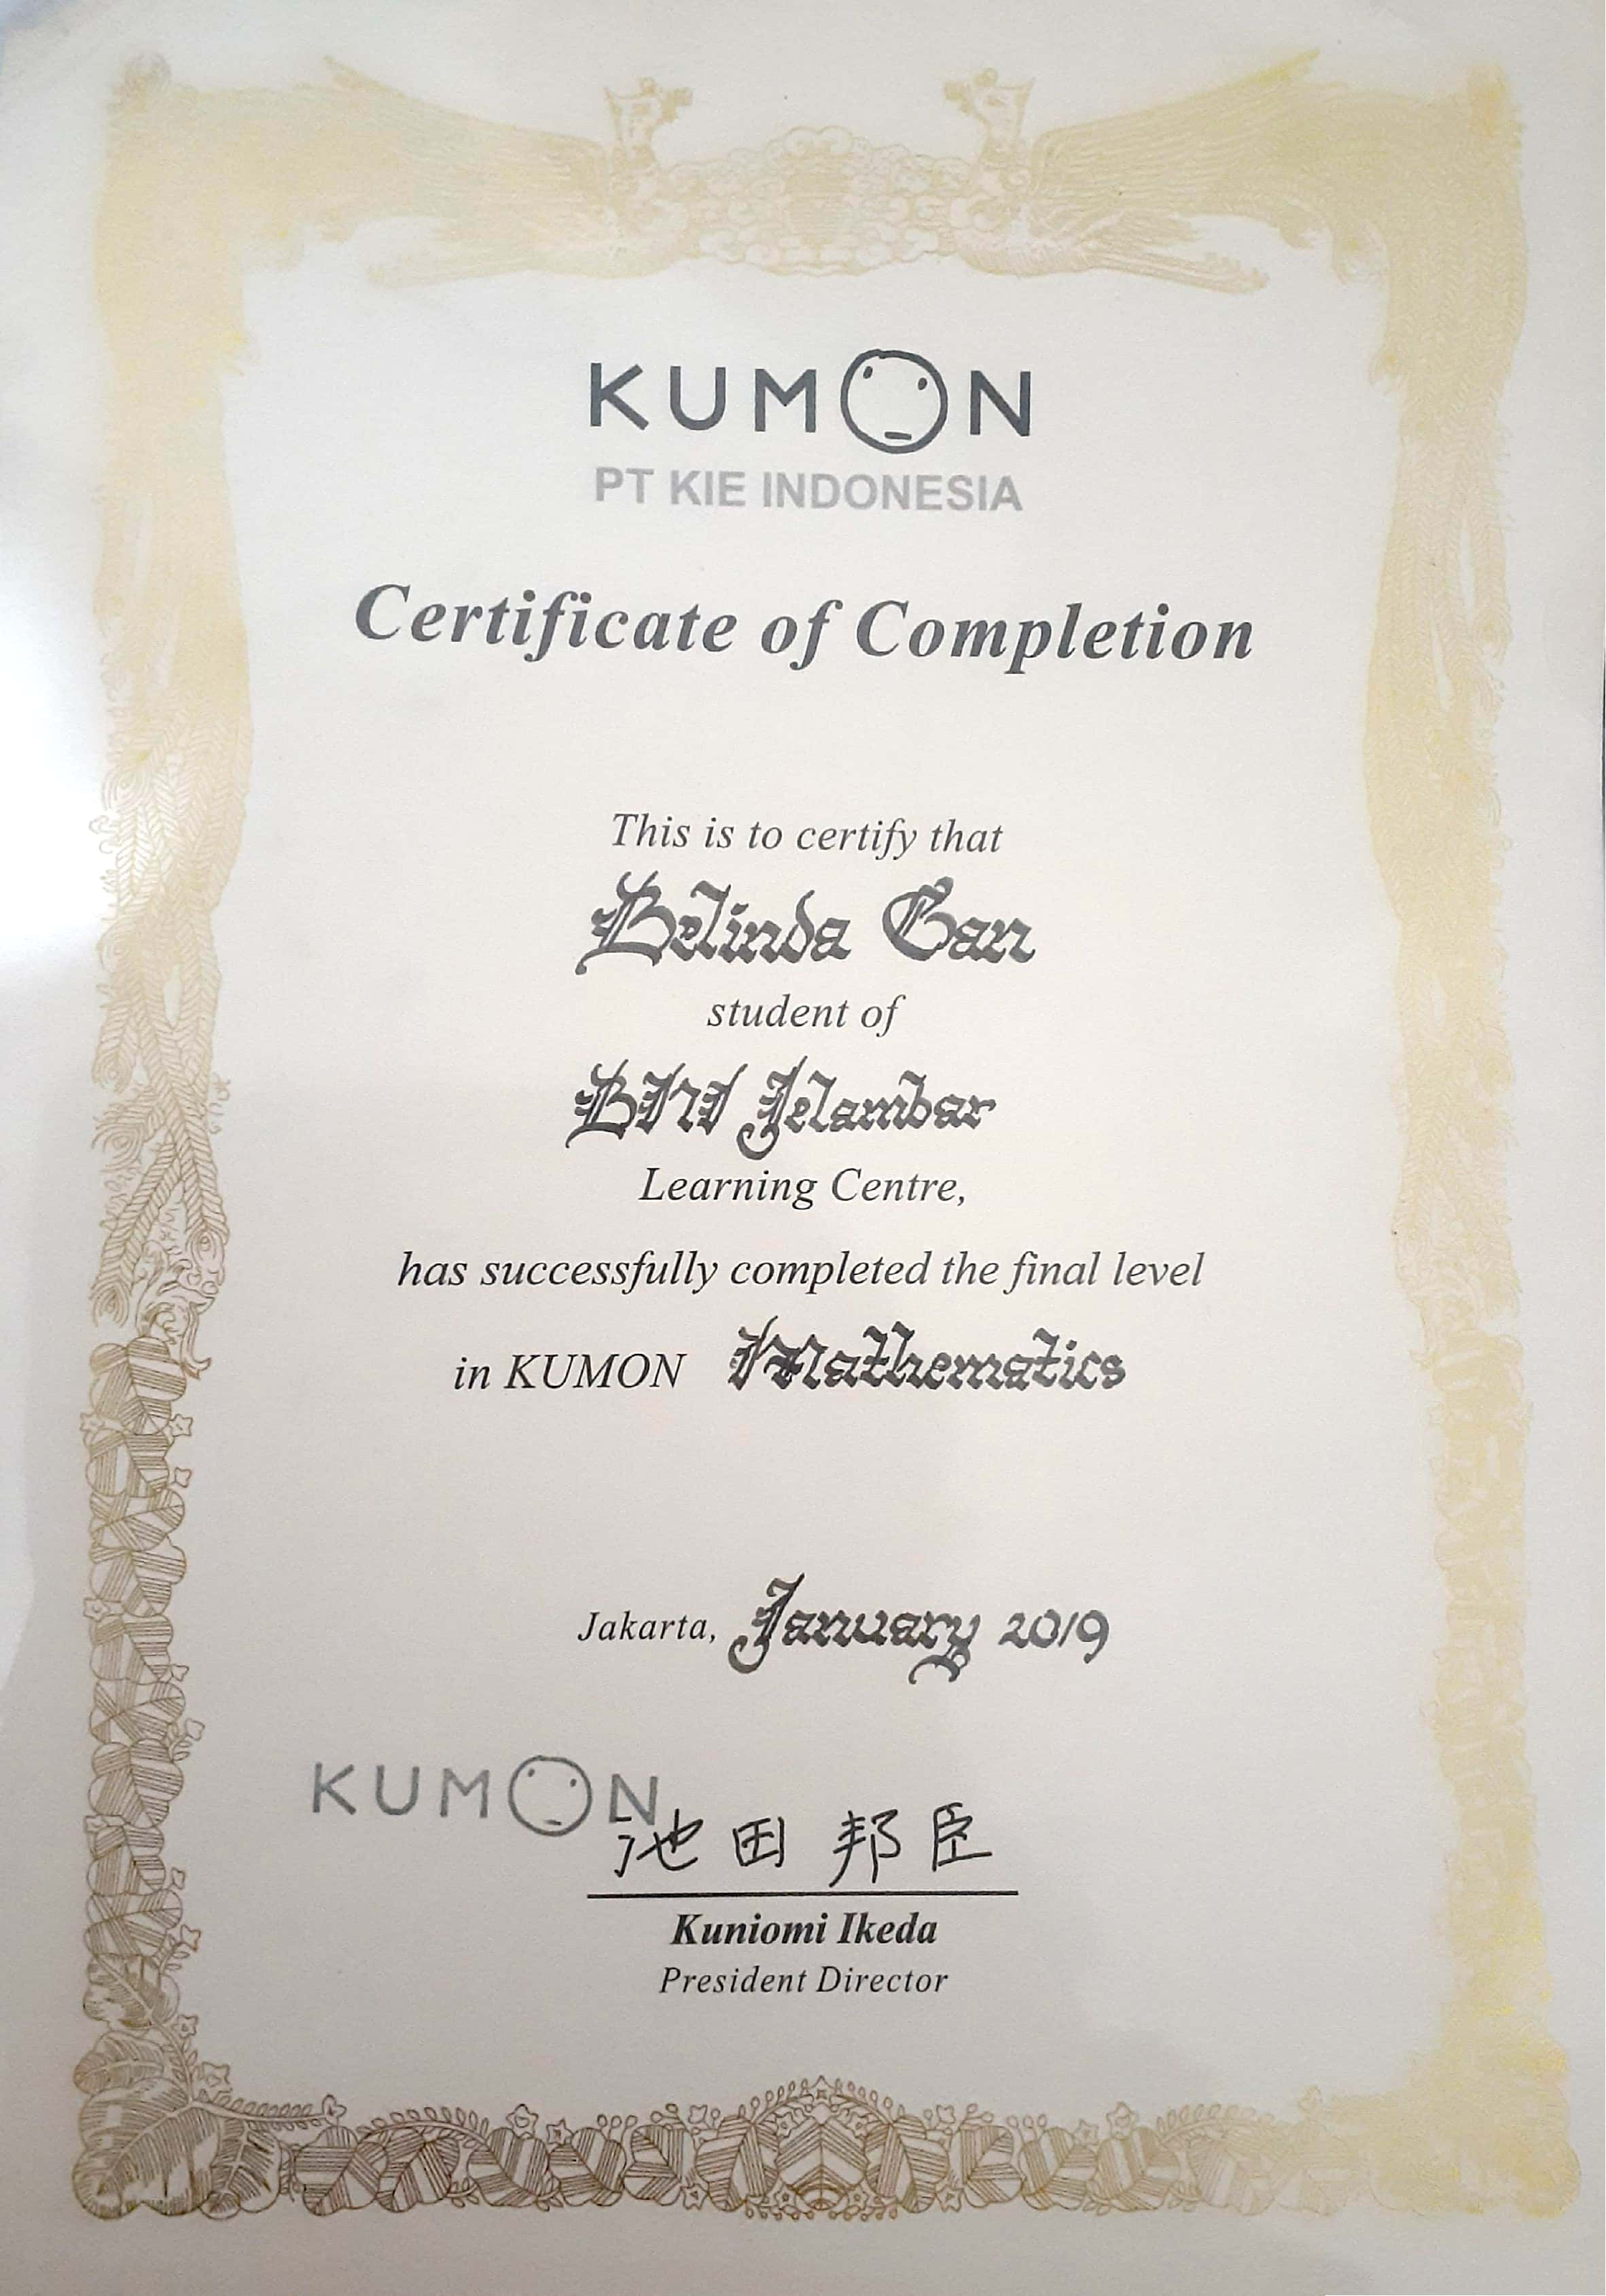 KUMON
PT KIE INDONESIA
Certificate of Completion
This is to certify that
Belinda Gan
student of
BHI Jelambar
Learning Centre,
has successfully completed the final level
in KUMON Mathematics
Jakarta, January 2019
KUMON
池田 邦臣
Kuniomi Ikeda
President Director